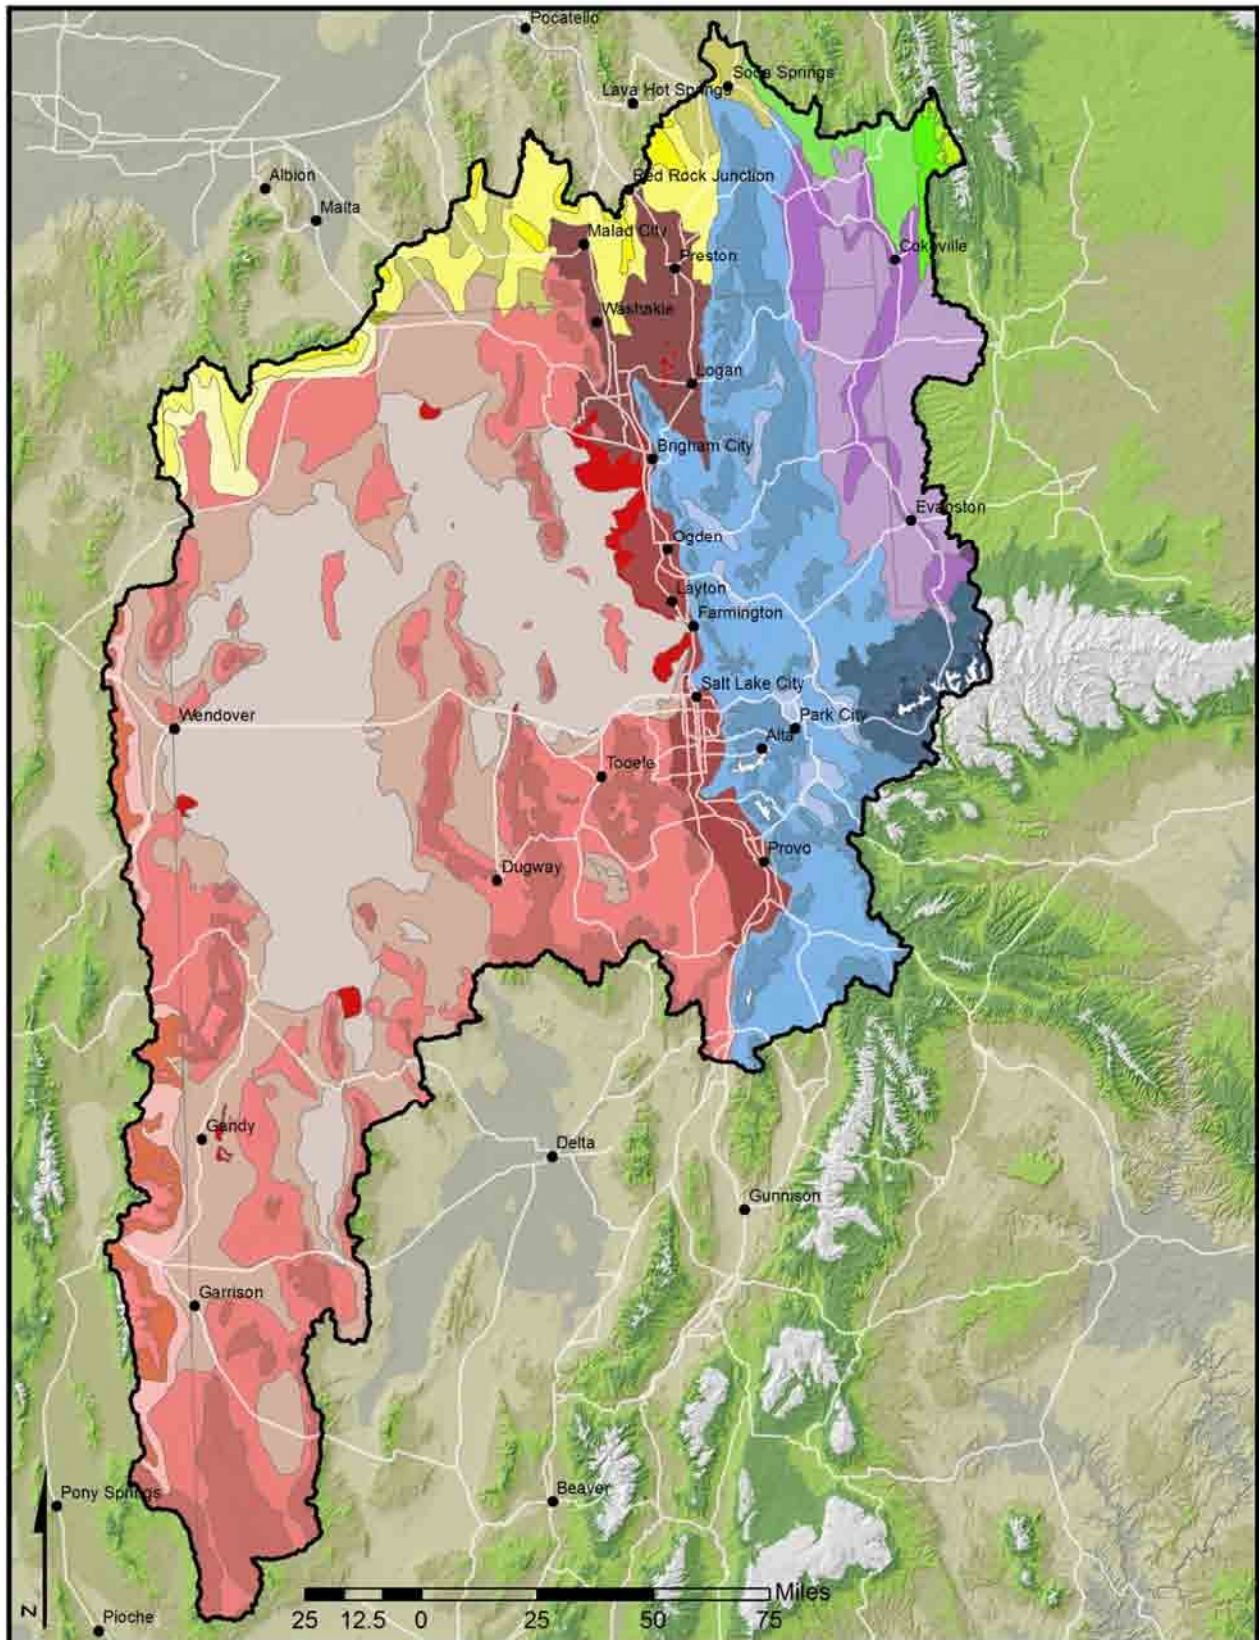 Pocatello
Soda Springs
Lava Hot Springs
Albion
Red Rock Junction
Malta
Malad City
Cokeville
Preston
Washakie
Logan
Brigham City
Evanston
Ogden
Layton
Farmington
Salt Lake City
Wendover
Park City
Alta
Tooele
Provo
Dugway
Gandy
Delta
Gunnison
Garrison
Beaver
Pony Springs
Miles
N
25 12.5 0 25 50 75
Pioche